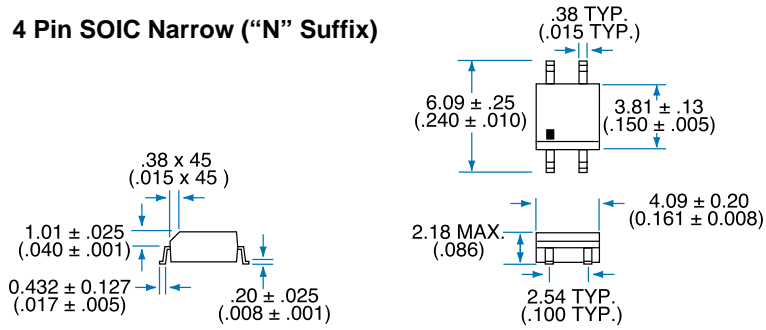 4 Pin SOIC Narrow (“N” Suffix)
.38 TYP.
(.015 TYP.)
6.09 ± .25
(.240 ± .010)
3.81 ± .13
(.150 ± .005)
.38 x 45
(.015 x 45 )
1.01 ± .025
(.040 ± .001)
0.432 ± 0.127
(.017 ± .005)
.20 ± .025
(.008 ± .001)
4.09 ± 0.20
(0.161 ± 0.008)
2.18 MAX.
(.086)
2.54 TYP.
(.100 TYP.)